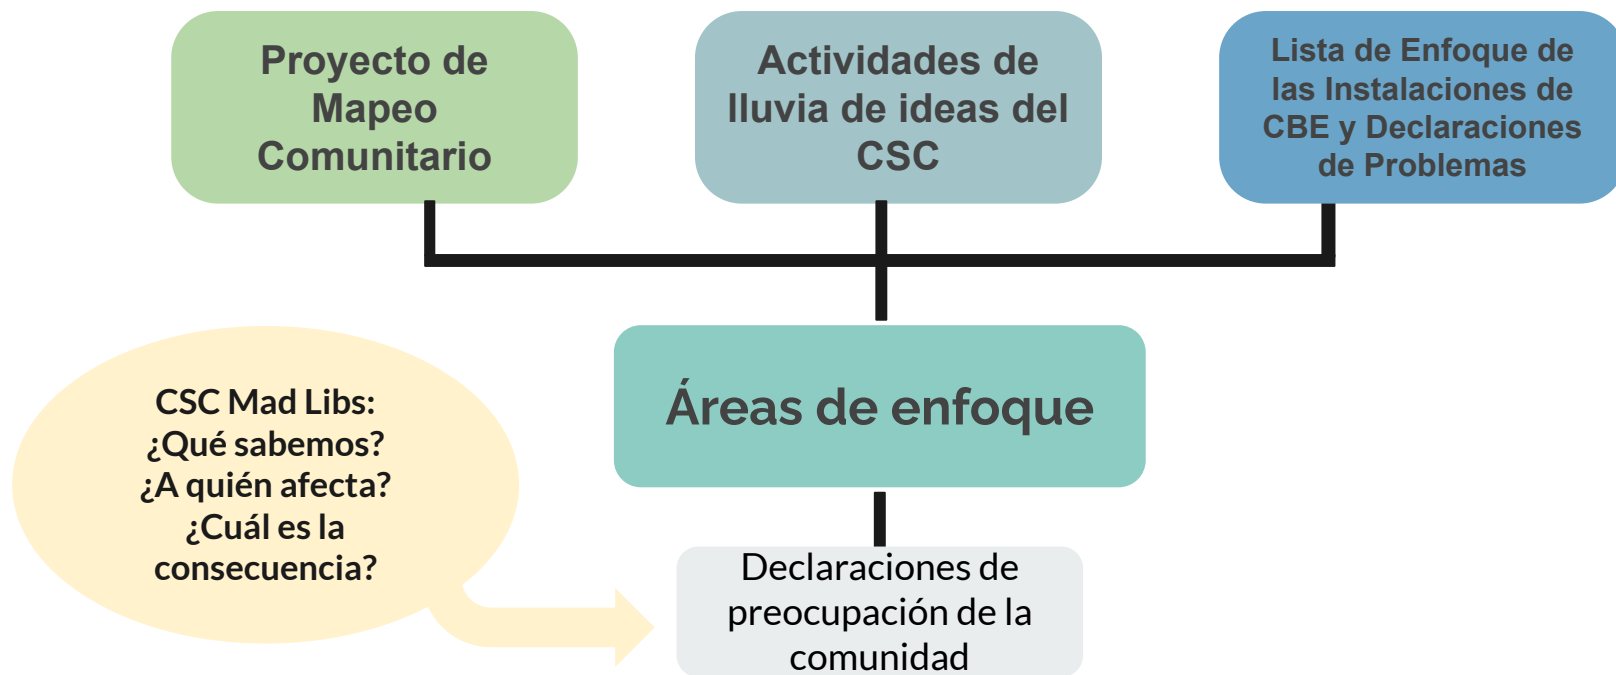 Proyecto de
Mapeo
Comunitario
Actividades de
lluvia de ideas del
CSC
Lista de Enfoque de
las Instalaciones de
CBE y Declaraciones
de Problemas
Áreas de enfoque
CSC Mad Libs:
¿Qué sabemos?
¿A quién afecta?
¿Cuál es la
consecuencia?
Declaraciones de
preocupación de la
comunidad